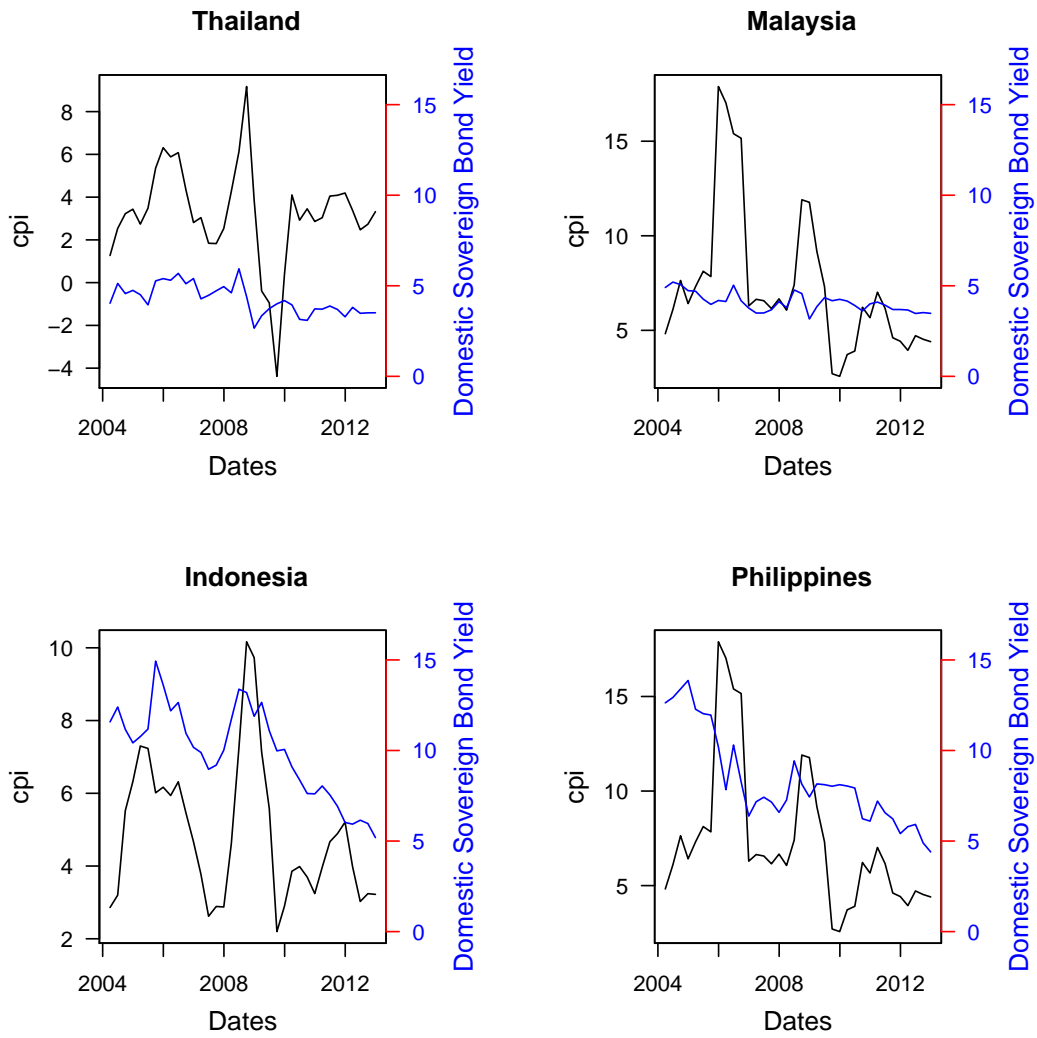 Thailand
cpi
8
6
4
2
0
−2
−4
15
10
5
0
Domestic Sovereign Bond Yield
2004
2008
2012
Dates
Malaysia
cpi
15
10
5
15
10
5
0
Domestic Sovereign Bond Yield
2004
2008
2012
Dates
Indonesia
cpi
10
8
6
4
2
15
10
5
0
Domestic Sovereign Bond Yield
2004
2008
2012
Dates
Philippines
cpi
15
10
5
15
10
5
0
Domestic Sovereign Bond Yield
2004
2008
2012
Dates